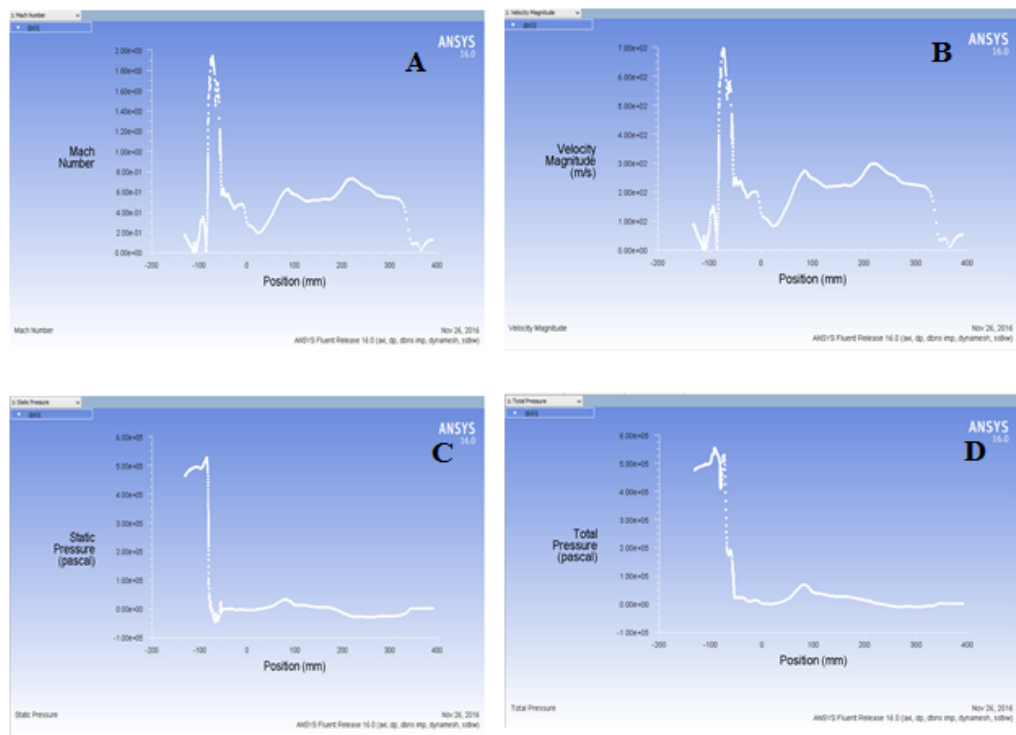 1: Mach Number
axis
ANSYS
16.0
A
2.00e+00
1.80e+00
1.60e+00
1.40e+00
1.20e+00
1.00e+00
8.00e-01
6.00e-01
4.00e-01
2.00e-01
0.00e+00
Mach
Number
-200 -100 0 100 200 300 400
Position (mm)
Mach Number
Nov 26, 2016
ANSYS Fluent Release 16.0 (axi, dp, dbns imp, dynamesh, sstkw)
1: Velocity Magnitude
axis
ANSYS
16.0
B
7.00e+02
6.00e+02
5.00e+02
4.00e+02
3.00e+02
2.00e+02
1.00e+02
0.00e+00
Velocity
Magnitude
(m/s)
-200 -100 0 100 200 300 400
Position (mm)
Velocity Magnitude
Nov 26, 2016
ANSYS Fluent Release 16.0 (axi, dp, dbns imp, dynamesh, sstkw)
1: Static Pressure
axis
ANSYS
16.0
C
6.00e+05
5.00e+05
4.00e+05
3.00e+05
2.00e+05
1.00e+05
0.00e+00
-1.00e+05
Static
Pressure
(pascal)
-200 -100 0 100 200 300 400
Position (mm)
Static Pressure
Nov 26, 2016
ANSYS Fluent Release 16.0 (axi, dp, dbns imp, dynamesh, sstkw)
1: Total Pressure
axis
ANSYS
16.0
D
6.00e+05
5.00e+05
4.00e+05
3.00e+05
2.00e+05
1.00e+05
0.00e+00
-1.00e+05
Total
Pressure
(pascal)
-200 -100 0 100 200 300 400
Position (mm)
Total Pressure
Nov 26, 2016
ANSYS Fluent Release 16.0 (axi, dp, dbns imp, dynamesh, sstkw)